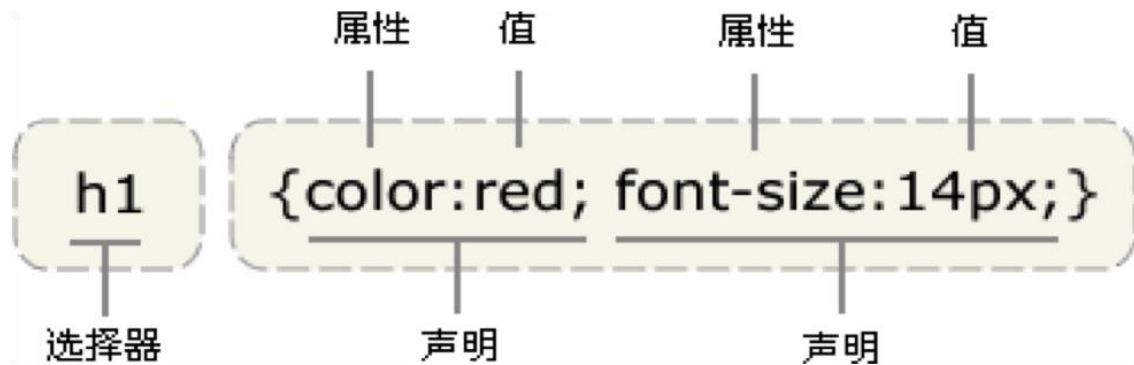 属性 值 属性 值
h1 {color:red; font-size:14px;}
选择器 声明 声明